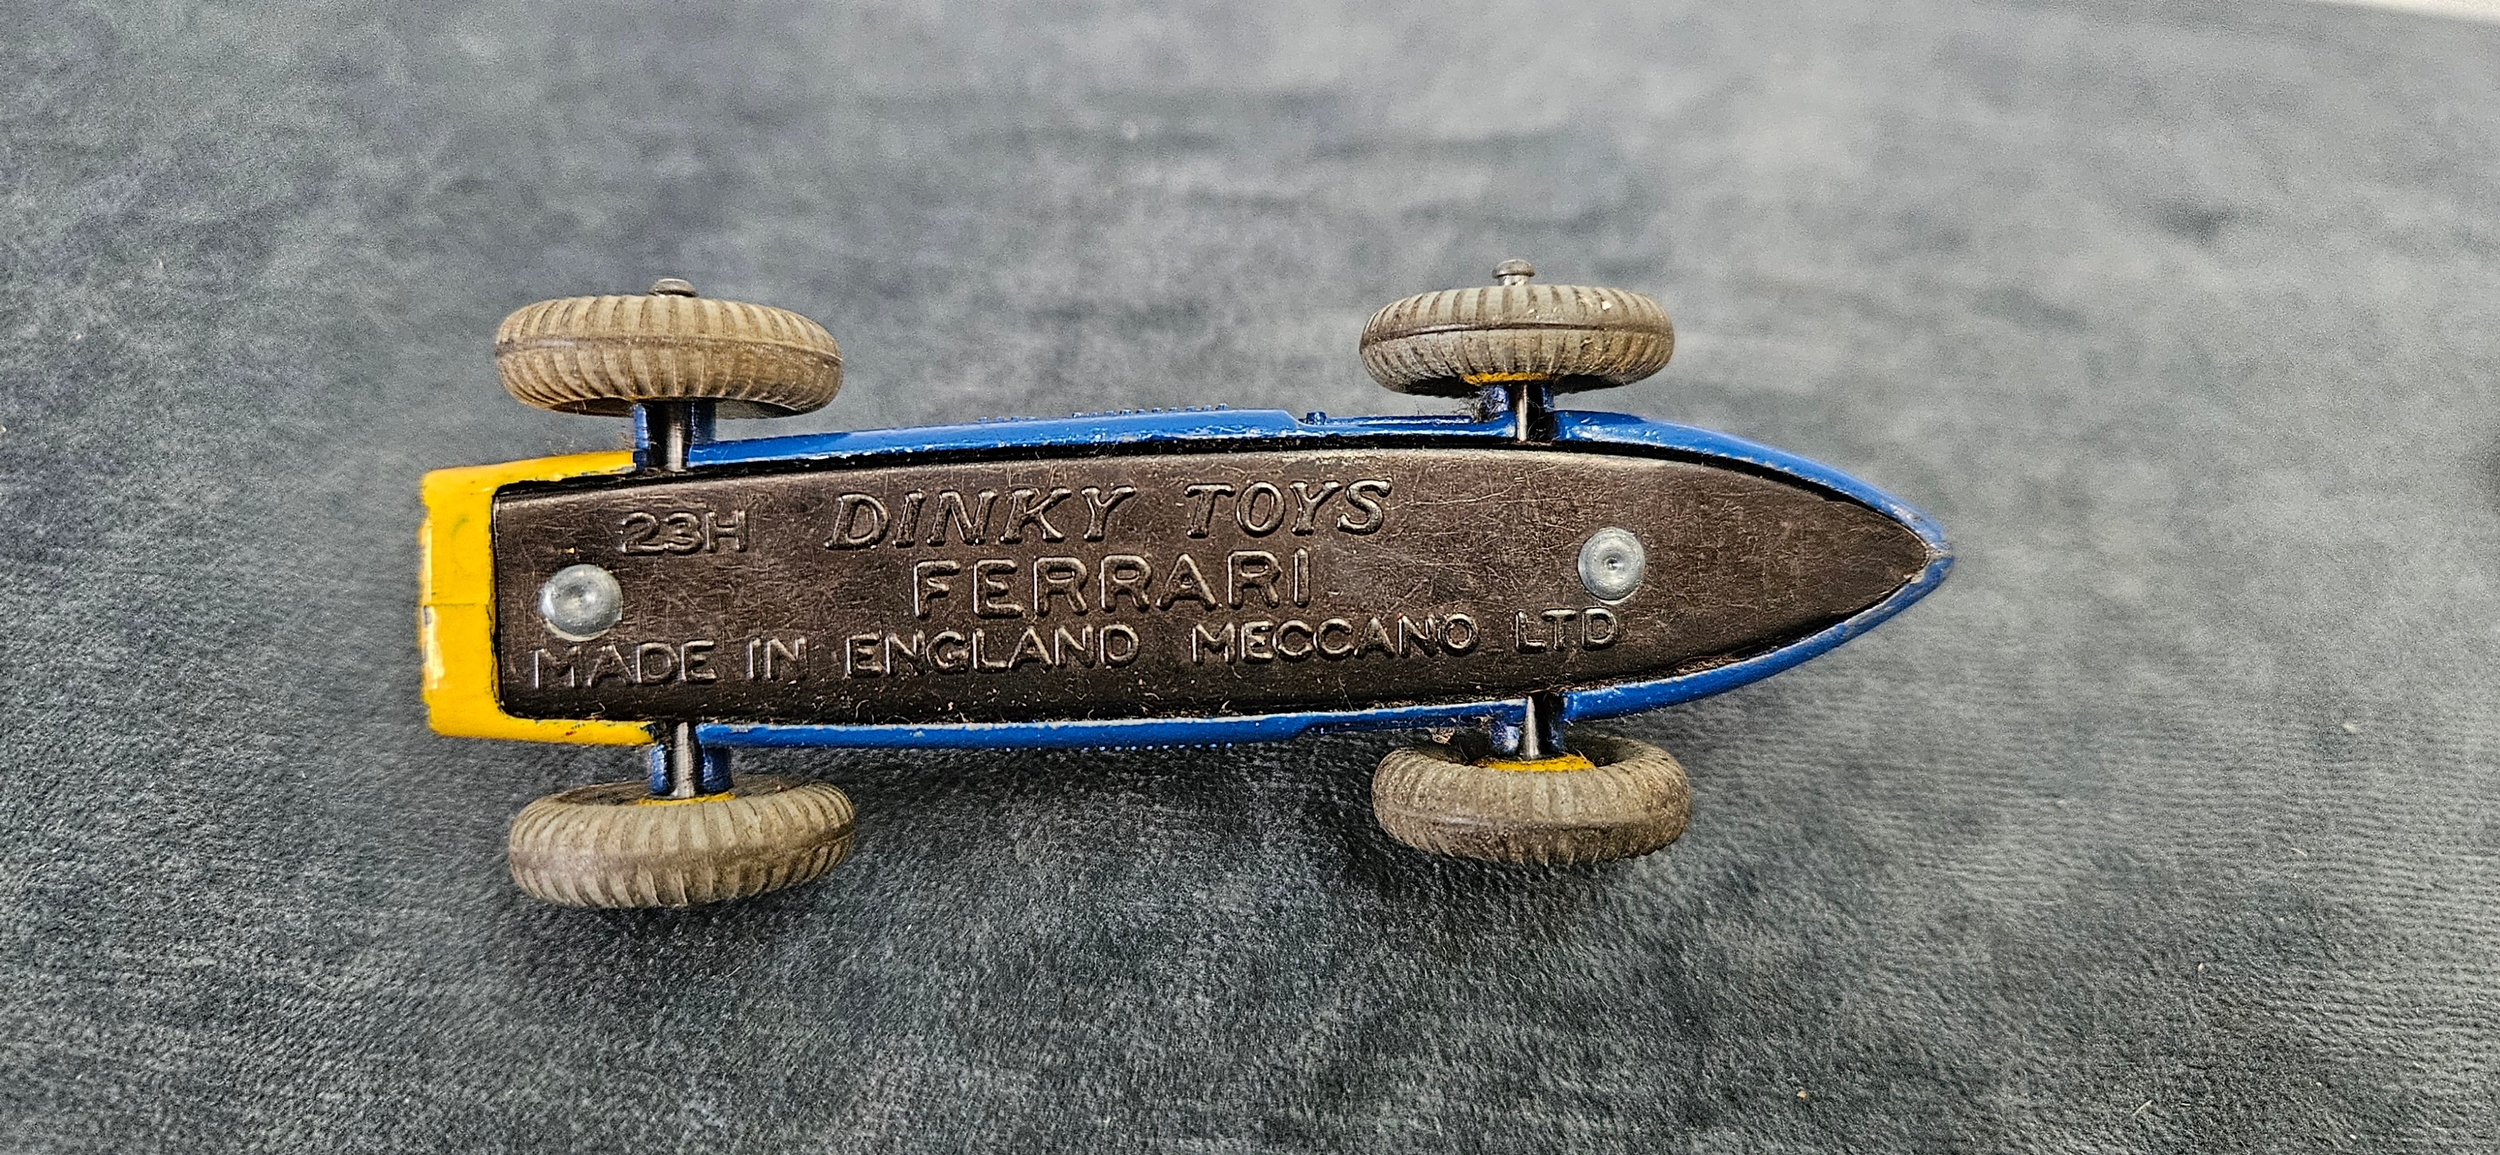 23H DINKY TOYS
FERRARI
MADE IN ENGLAND MECCANO LTD